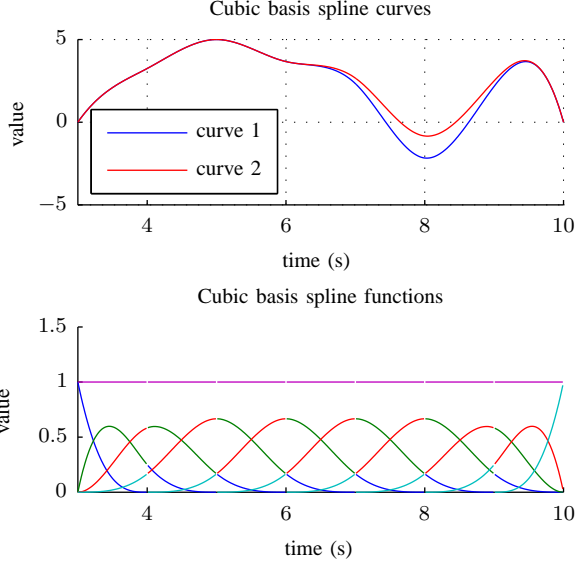 Cubic basis spline curves
5
0
−5
value
curve 1
curve 2
4
6
8
10
time (s)
Cubic basis spline functions
1.5
1
0.5
0
value
4
6
8
10
time (s)